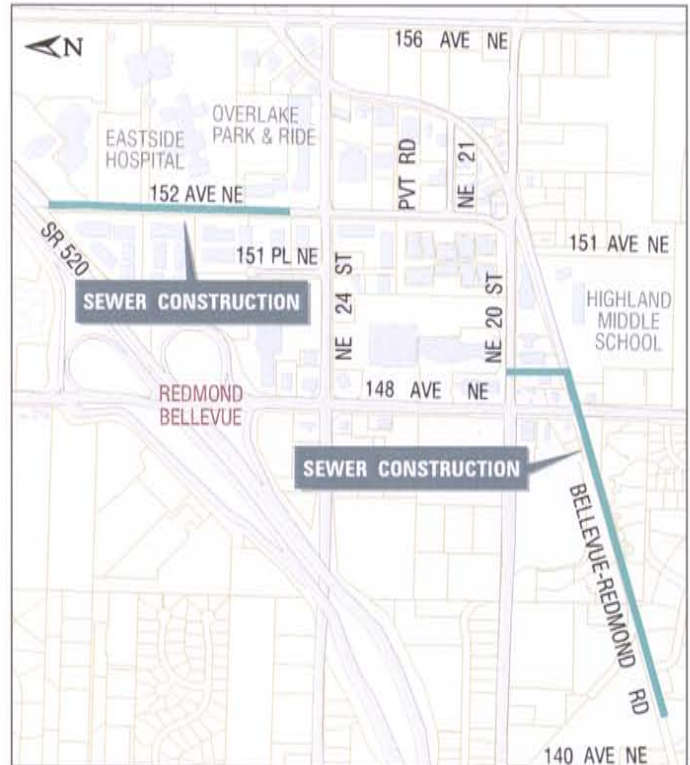 N
156 AVE NE
OVERLAKE
PARK & RIDE
EASTSIDE
HOSPITAL
PVT RD
NE 21
152 AVE NE
SR 520
151 PL NE
151 AVE NE
SEWER CONSTRUCTION
NE 24 ST
NE 20 ST
HIGHLAND
MIDDLE
SCHOOL
REDMOND
BELLEVUE
148 AVE NE
SEWER CONSTRUCTION
BELLEVUE-REDMOND RD
140 AVE NE